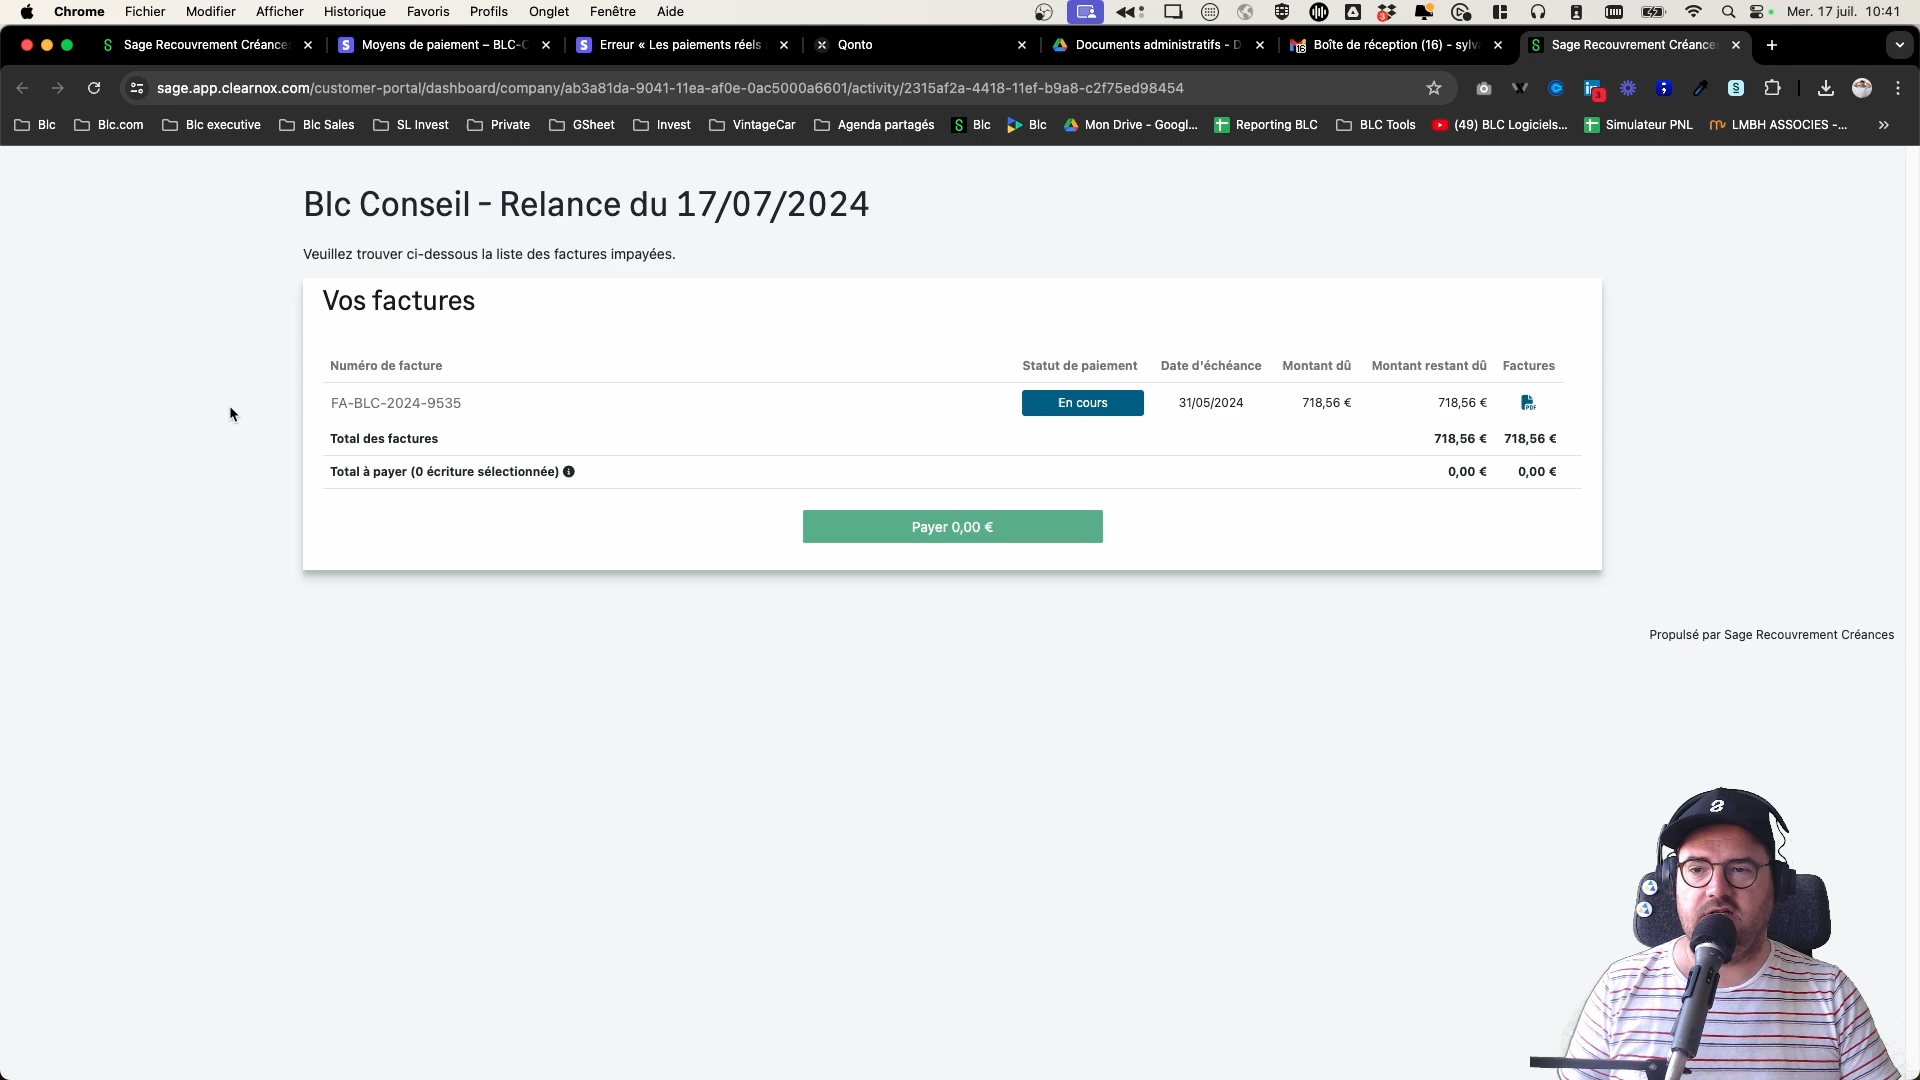 Chrome Fichier Modifier Afficher Historique Favoris Profils Onglet Fenêtre Aide Mer. 17 juil. 10:41
Sage Recouvrement Créances Moyens de paiement – BLC-C Erreur « Les paiements réels Qonto Documents administratifs - D Boîte de réception (16) - sylv Sage Recouvrement Créances
sage.app.clearnox.com/customer-portal/dashboard/company/ab3a81da-9041-11ea-af0e-0ac5000a6601/activity/2315af2a-4418-11ef-b9a8-c2f75ed98454
Blc Blc.com Blc executive Blc Sales SL Invest Private GSheet Invest VintageCar Agenda partagés Blc Blc Mon Drive - Googl... Reporting BLC BLC Tools (49) BLC Logiciels... Simulateur PNL LMBH ASSOCIES -...
Blc Conseil - Relance du 17/07/2024
Veuillez trouver ci-dessous la liste des factures impayées.
Vos factures
Numéro de facture Statut de paiement Date d'échéance Montant dû Montant restant dû Factures
FA-BLC-2024-9535 En cours 31/05/2024 718,56 € 718,56 € PDF
Total des factures 718,56 € 718,56 €
Total à payer (0 écriture sélectionnée) 0,00 € 0,00 €
Payer 0,00 €
Propulsé par Sage Recouvrement Créances